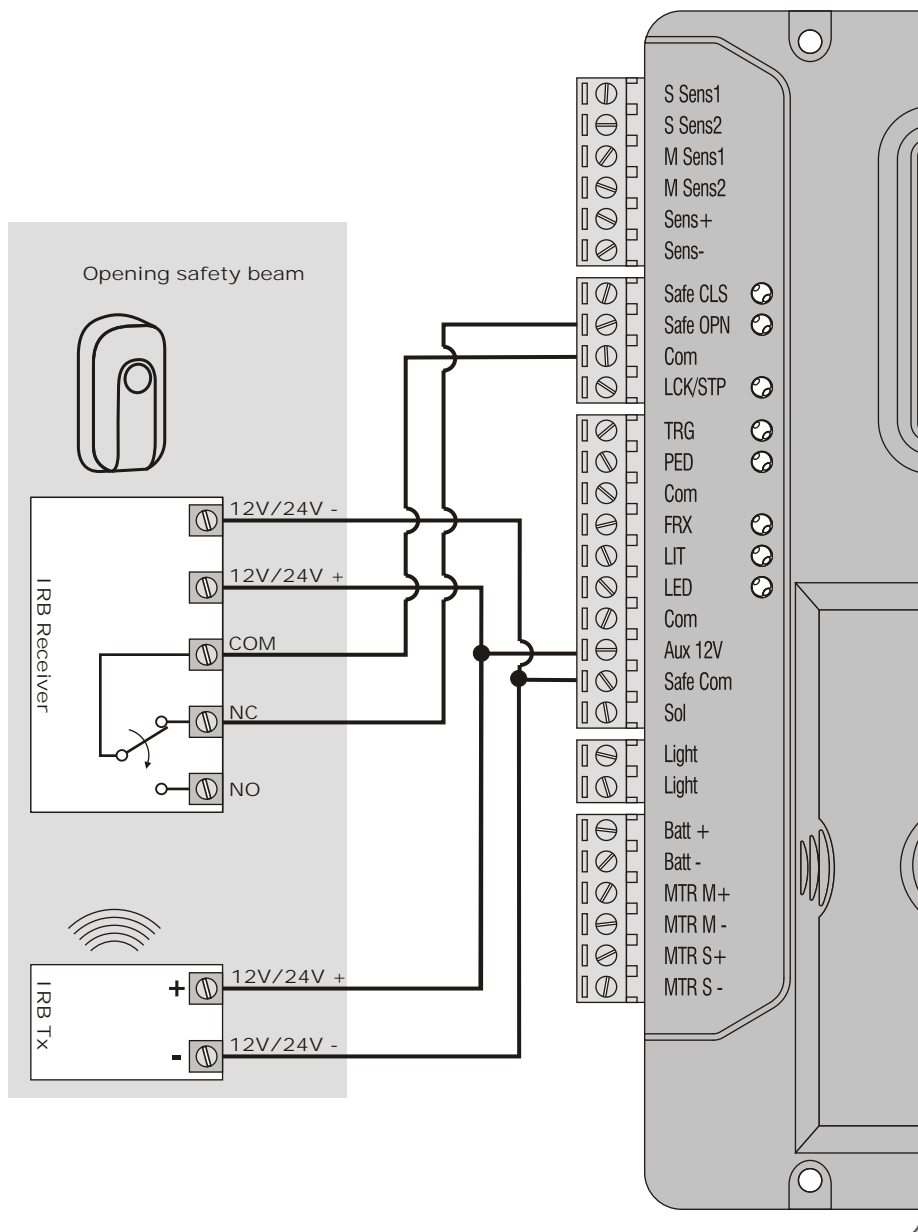 Opening safety beam
IRB Receiver
12V/24V -
12V/24V +
COM
NC
NO
IRB Tx
+
12V/24V +
-
12V/24V -
S Sens1
S Sens2
M Sens1
M Sens2
Sens+
Sens-
Safe CLS
Safe OPN
Com
LCK/STP
TRG
PED
Com
FRX
LIT
LED
Com
Aux 12V
Safe Com
Sol
Light
Light
Batt +
Batt -
MTR M+
MTR M -
MTR S+
MTR S -